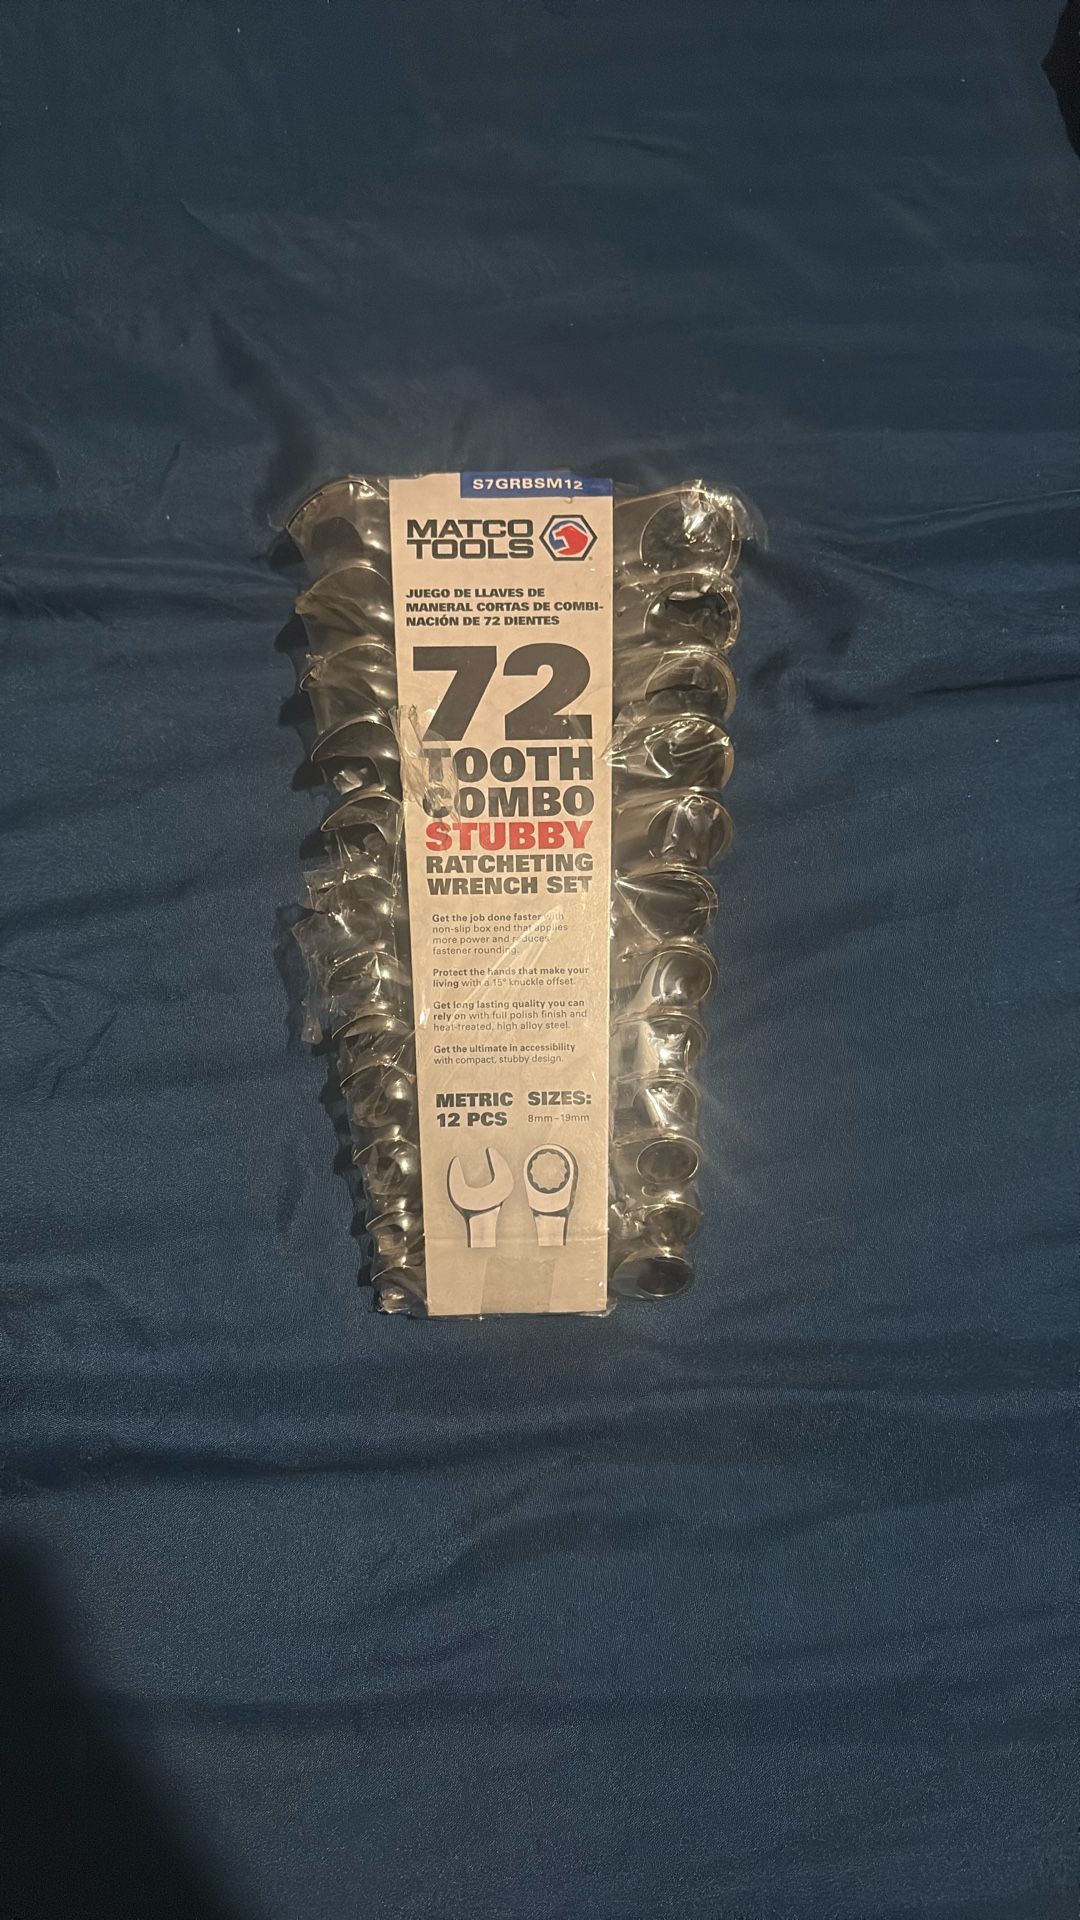 S7GRBSM12
MATCO
TOOLS
JUEGO DE LLAVES DE
MANERAL CORTAS DE COMBI-
NACIÓN DE 72 DIENTES
72
TOOTH
COMBO
STUBBY
RATCHETING
WRENCH SET
Get the job done faster with
non-slip box end that applies
more power and reduces
fastener rounding.
Protect the hands that make your
living with a 15° knuckle offset.
Get long lasting quality you can
rely on with full polish finish and
heat-treated, high alloy steel.
Get the ultimate in accessibility
with compact, stubby design.
METRIC SIZES:
12 PCS 8mm–19mm